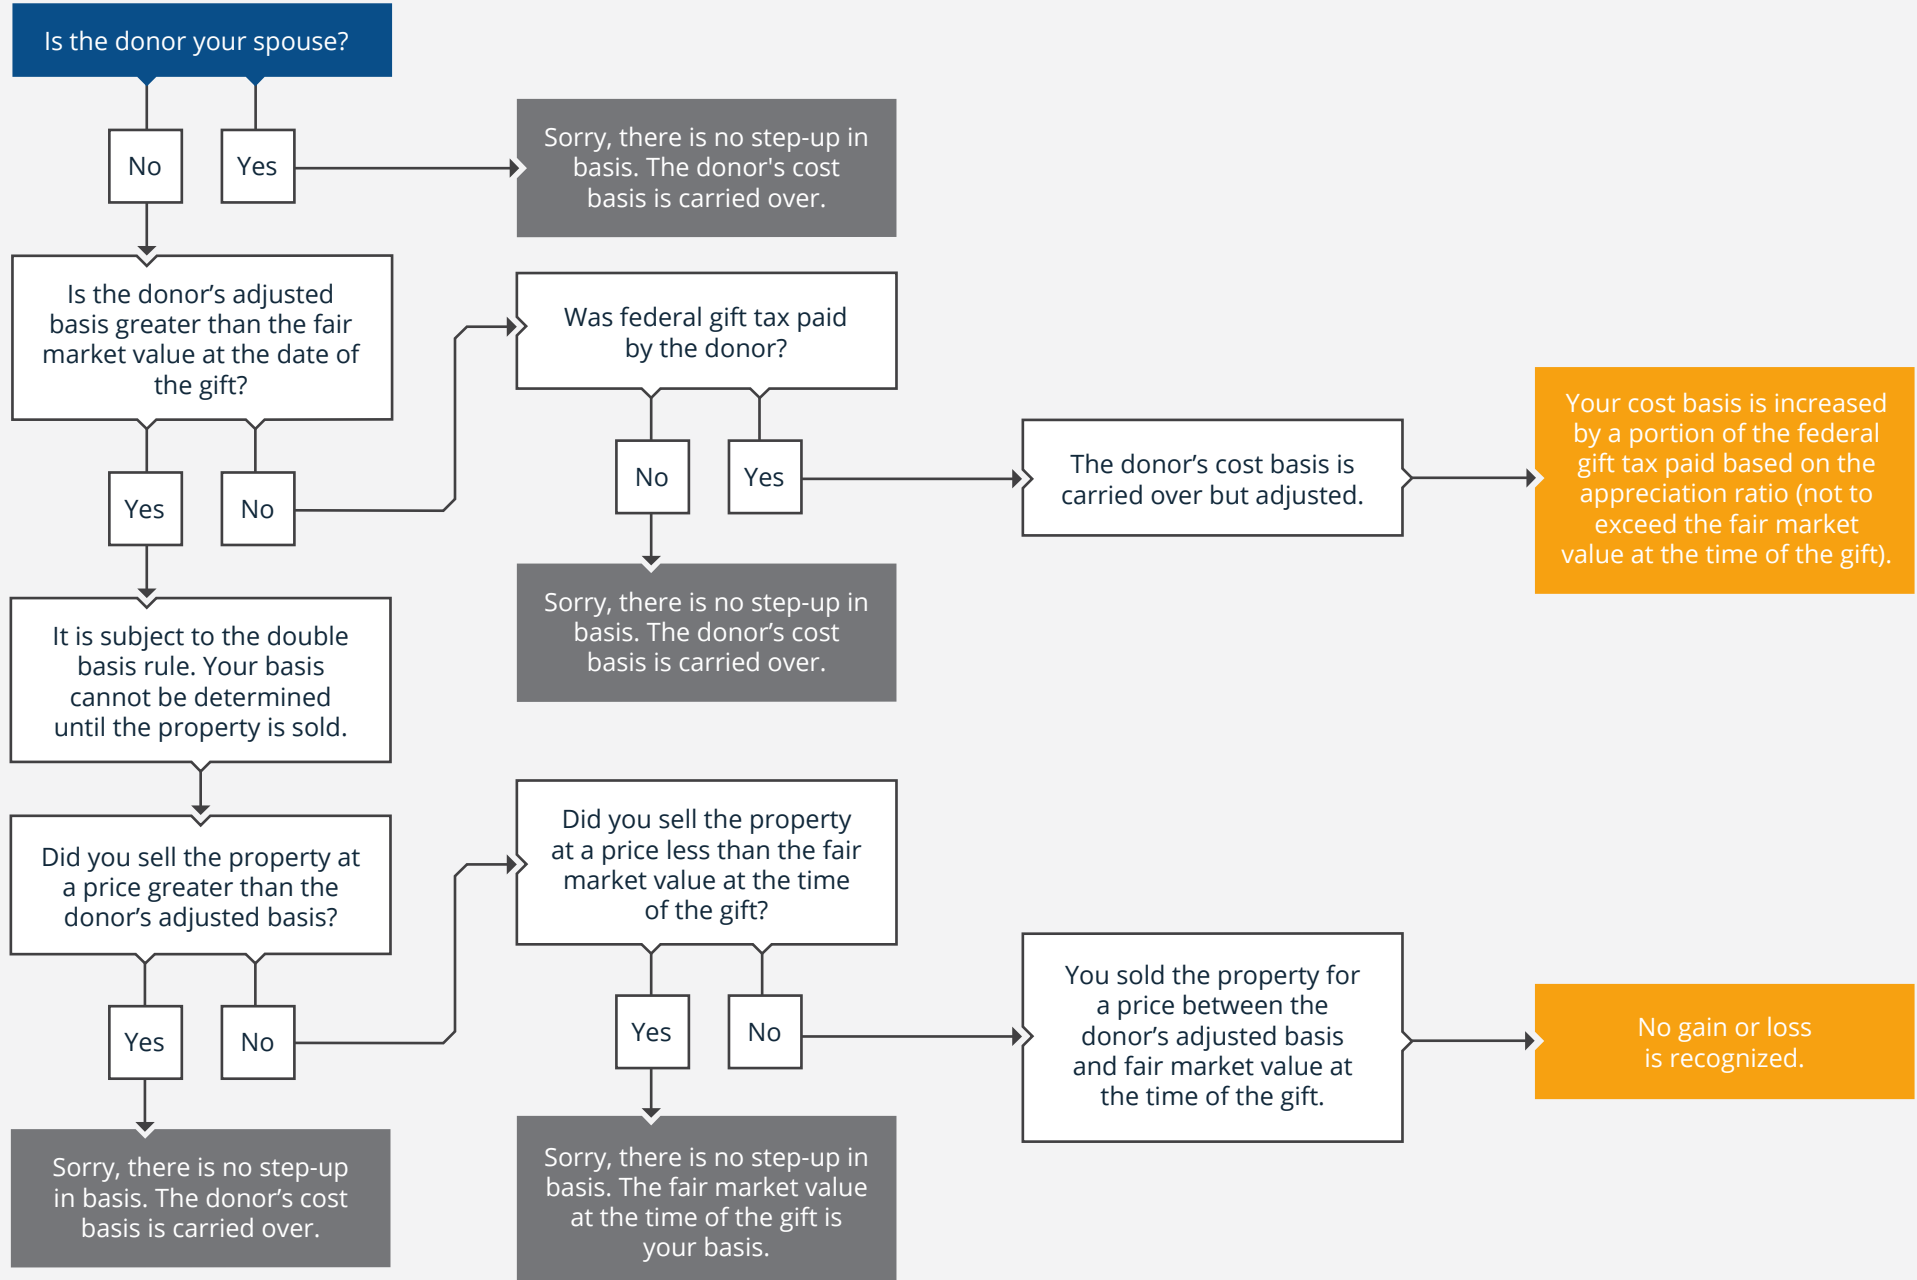 Is the donor your spouse?
No
Yes
Sorry, there is no step-up in
basis. The donor's cost
basis is carried over.
Is the donor’s adjusted
basis greater than the fair
market value at the date of
the gift?
Yes
No
Was federal gift tax paid
by the donor?
No
Yes
The donor’s cost basis is
carried over but adjusted.
Your cost basis is increased
by a portion of the federal
gift tax paid based on the
appreciation ratio (not to
exceed the fair market
value at the time of the gift).
Sorry, there is no step-up in
basis. The donor’s cost
basis is carried over.
It is subject to the double
basis rule. Your basis
cannot be determined
until the property is sold.
Did you sell the property at
a price greater than the
donor’s adjusted basis?
Yes
No
Did you sell the property
at a price less than the fair
market value at the time
of the gift?
Yes
No
You sold the property for
a price between the
donor’s adjusted basis
and fair market value at
the time of the gift.
No gain or loss
is recognized.
Sorry, there is no step-up
in basis. The donor’s cost
basis is carried over.
Sorry, there is no step-up in
basis. The fair market value
at the time of the gift is
your basis.